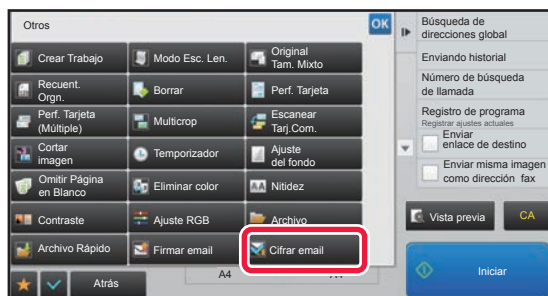 Otros
OK
Crear Trabajo
Modo Esc. Len.
Original
Tam. Mixto
Recuent.
Orgn.
Borrar
Perf. Tarjeta
Perf. Tarjeta
(Múltiple)
Multicrop
Escanear
Tarj.Com.
Cortar
imagen
Temporizador
Ajuste
del fondo
Omitir Página
en Blanco
Eliminar color
AA Nitidez
Contraste
Ajuste RGB
Archivo
Archivo Rápido
Firmar email
Cifrar email
Atrás
A4
Búsqueda de
direcciones global
Enviando historial
Número de búsqueda
de llamada
Registro de programa
Registrar ajustes actuales
Enviar
enlace de destino
Enviar misma imagen
como dirección fax
Vista previa
CA
Iniciar